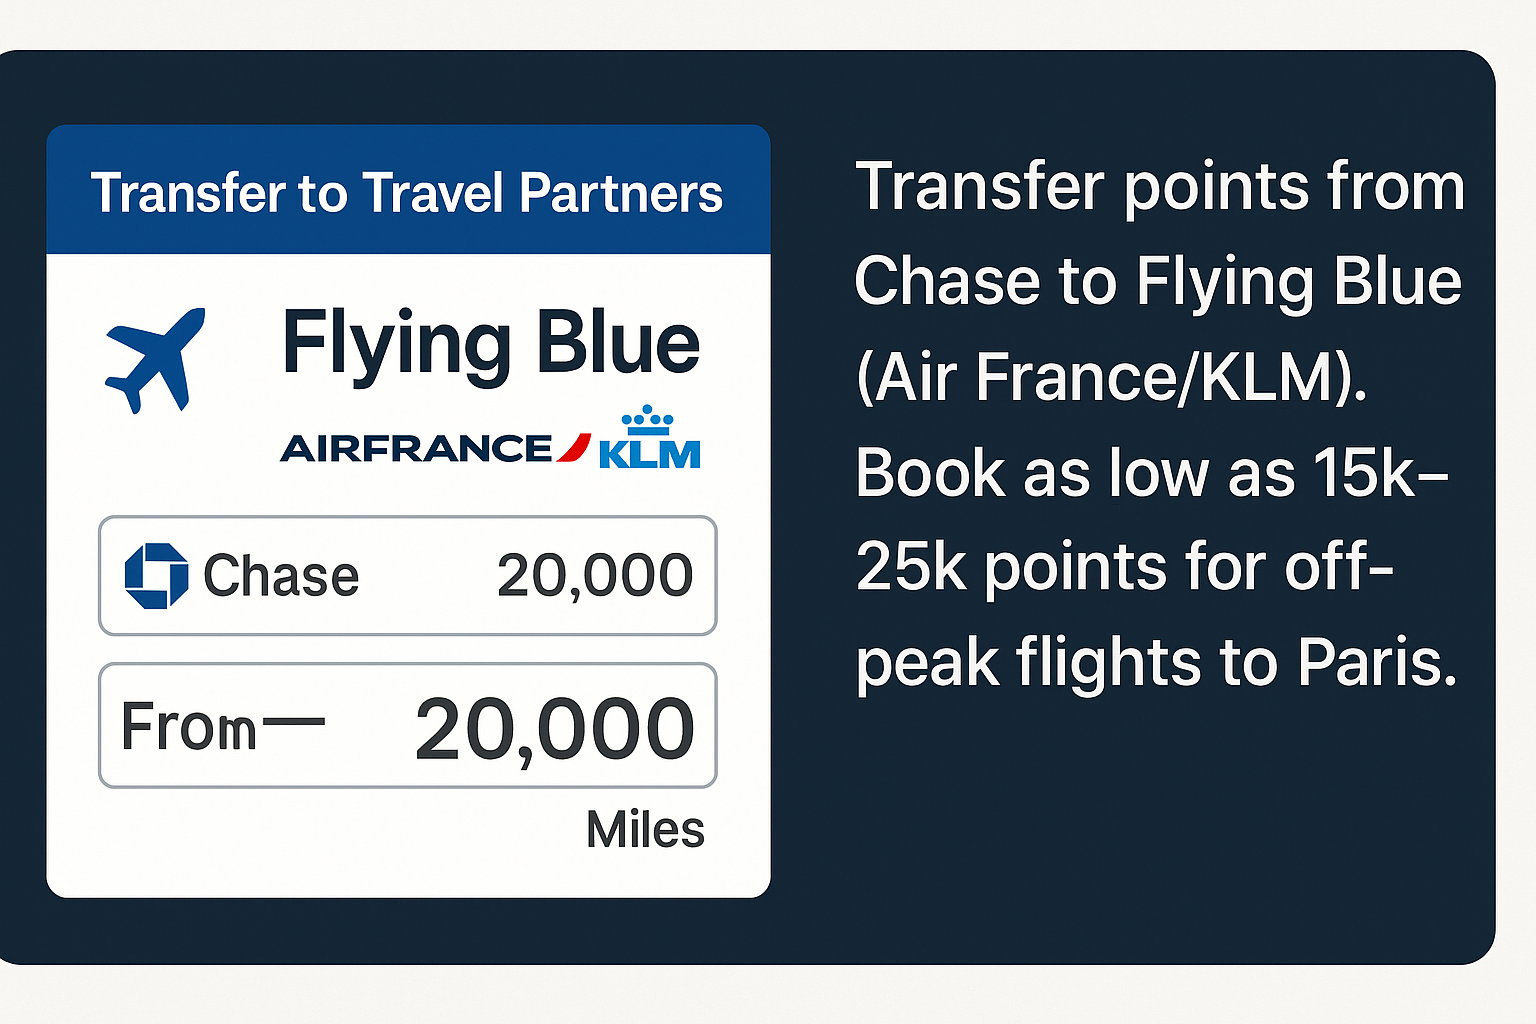 Transfer to Travel Partners
Flying Blue
AIRFRANCE KLM
Chase 20,000
From— 20,000
Miles
Transfer points from
Chase to Flying Blue
(Air France/KLM).
Book as low as 15k–
25k points for off-
peak flights to Paris.